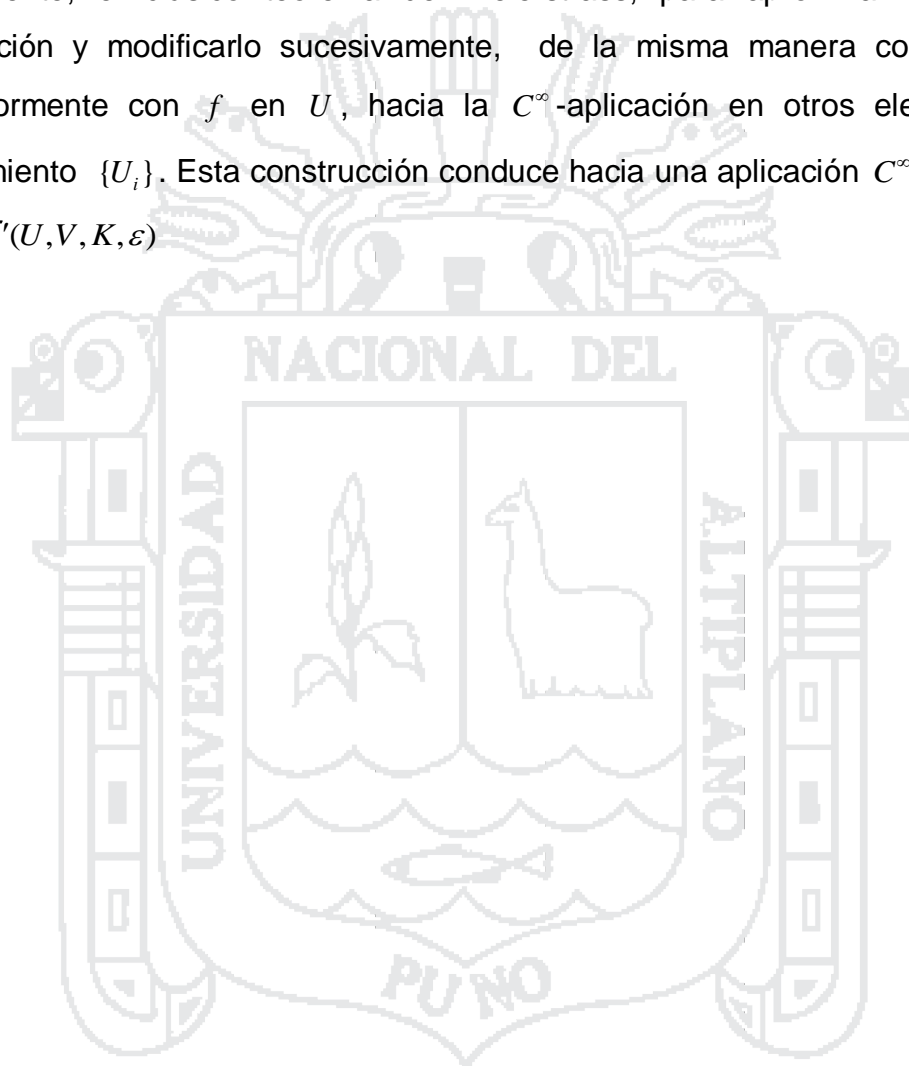 ción y modificarlo sucesivamente, de la misma manera co
ormente con f en U, hacia la C^∞-aplicación en otros ele
miento {U_i}. Esta construcción conduce hacia una aplicación C^∞
(U,V,K,ε)
NACIONAL DEL
UNIVERSIDAD
ALTIPLANO
PUNO